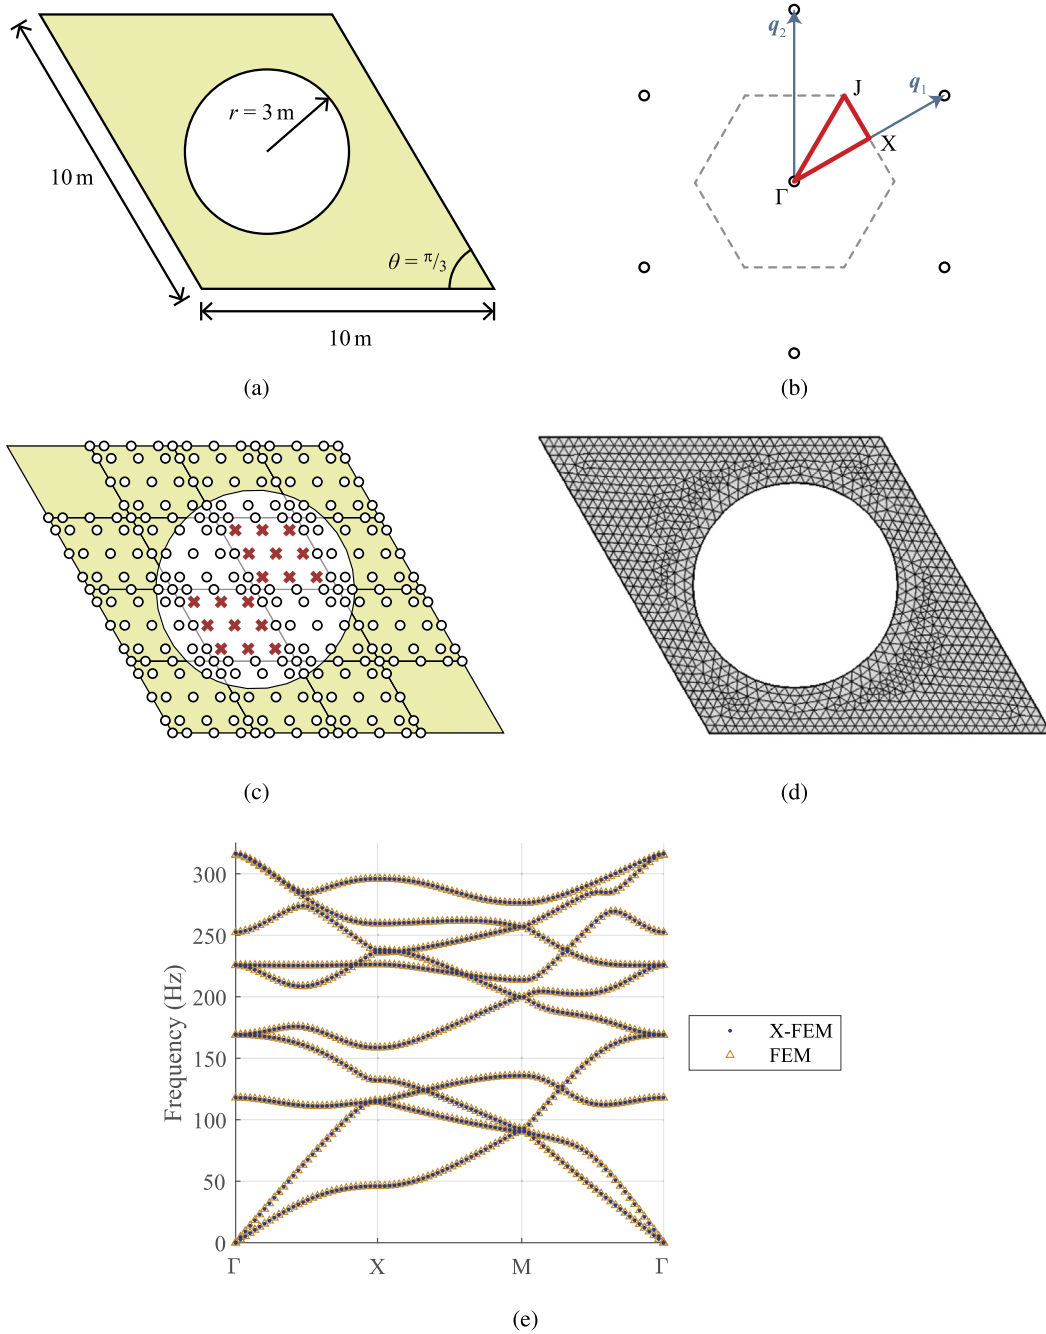 r = 3 m
10 m
θ = π/3
10 m
(a)
q2
J
q1
X
Γ
(b)
(c)
(d)
Frequency (Hz)
300
250
200
150
100
50
0
Γ
X
M
Γ
X-FEM
FEM
(e)